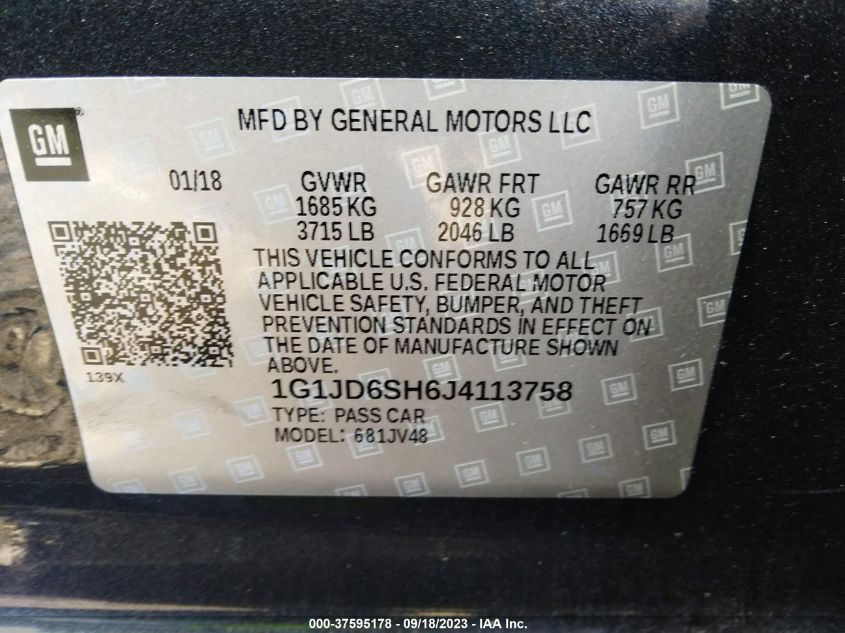 GM
MFD BY GENERAL MOTORS LLC
01/18 GVWR GAWR FRT GAWR RR
1685 KG 928 KG 757 KG
3715 LB 2046 LB 1669 LB
THIS VEHICLE CONFORMS TO ALL
APPLICABLE U.S. FEDERAL MOTOR
VEHICLE SAFETY, BUMPER, AND THEFT
PREVENTION STANDARDS IN EFFECT ON
THE DATE OF MANUFACTURE SHOWN
ABOVE.
139X
1G1JD6SH6J4113758
TYPE: PASS CAR
MODEL: 681JV48
000-37595178 - 09/18/2023 - IAA Inc.